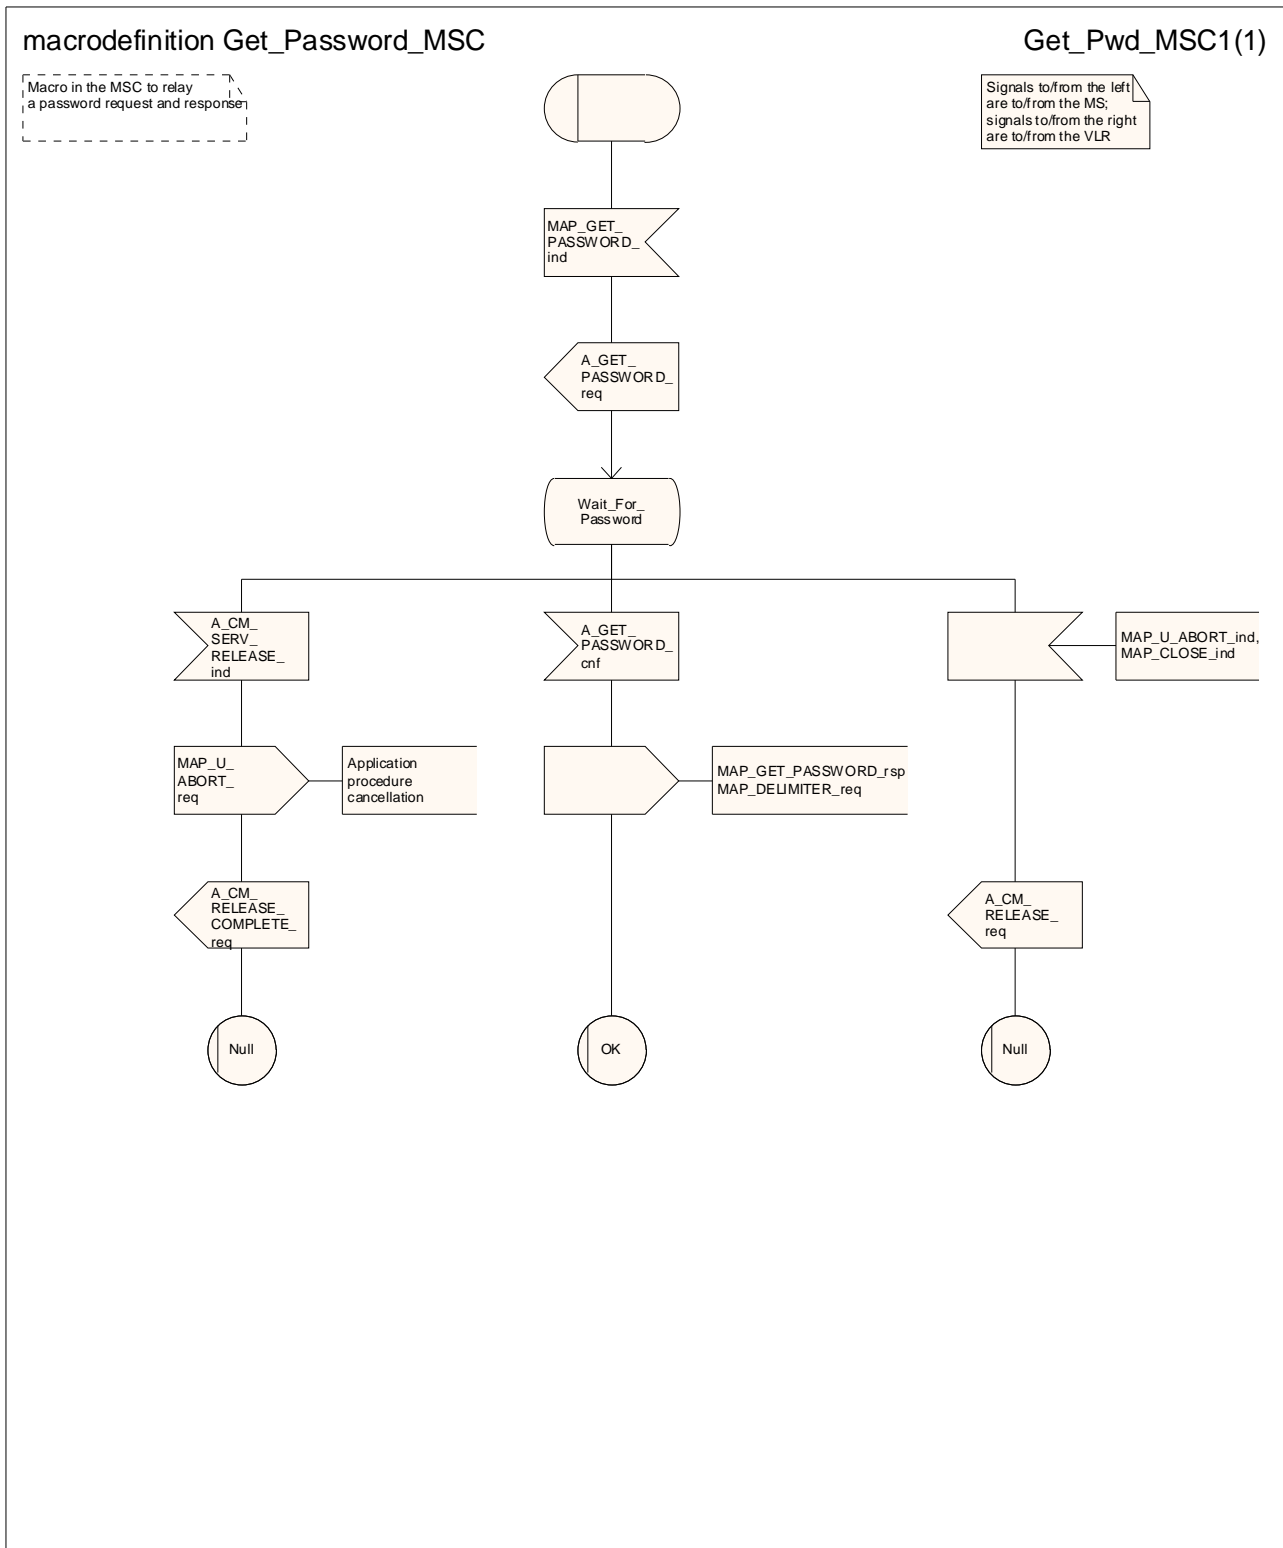 macrodefinition Get_Password_MSC
Get_Pwd_MSC1(1)
Macro in the MSC to relay
a password request and response
Signals to/from the left
are to/from the MS;
signals to/from the right
are to/from the VLR
MAP_GET_
PASSWORD_
ind
A_GET_
PASSWORD_
req
Wait_For_
Password
A_CM_
SERV_
RELEASE_
ind
A_GET_
PASSWORD_
cnf
MAP_U_ABORT_ind,
MAP_CLOSE_ind
MAP_U_
ABORT_
req
Application
procedure
cancellation
MAP_GET_PASSWORD_rsp
MAP_DELIMITER_req
A_CM_
RELEASE_
COMPLETE_
req
A_CM_
RELEASE_
req
Null
OK
Null